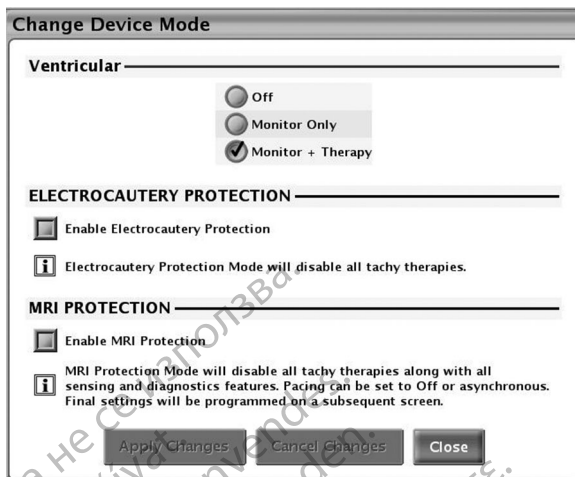 Change Device Mode
Ventricular
Off
Monitor Only
Monitor + Therapy
ELECTROCAUTERY PROTECTION
Enable Electrocautery Protection
Electrocautery Protection Mode will disable all tachy therapies.
MRI PROTECTION
Enable MRI Protection
MRI Protection Mode will disable all tachy therapies along with all
sensing and diagnostics features. Pacing can be set to Off or asynchronous.
Final settings will be programmed on a subsequent screen.
Apply Changes
Cancel Changes
Close
не се използва.